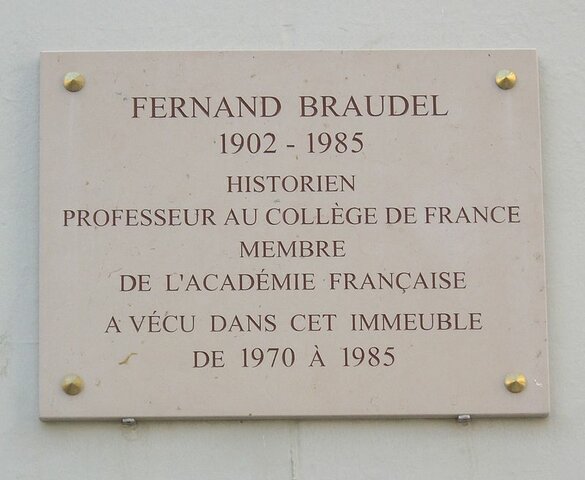 FERNAND BRAUDEL
1902 - 1985
HISTORIEN
PROFESSEUR AU COLLÈGE DE FRANCE
MEMBRE
DE L'ACADÉMIE FRANÇAISE
A VÉCU DANS CET IMMEUBLE
DE 1970 À 1985